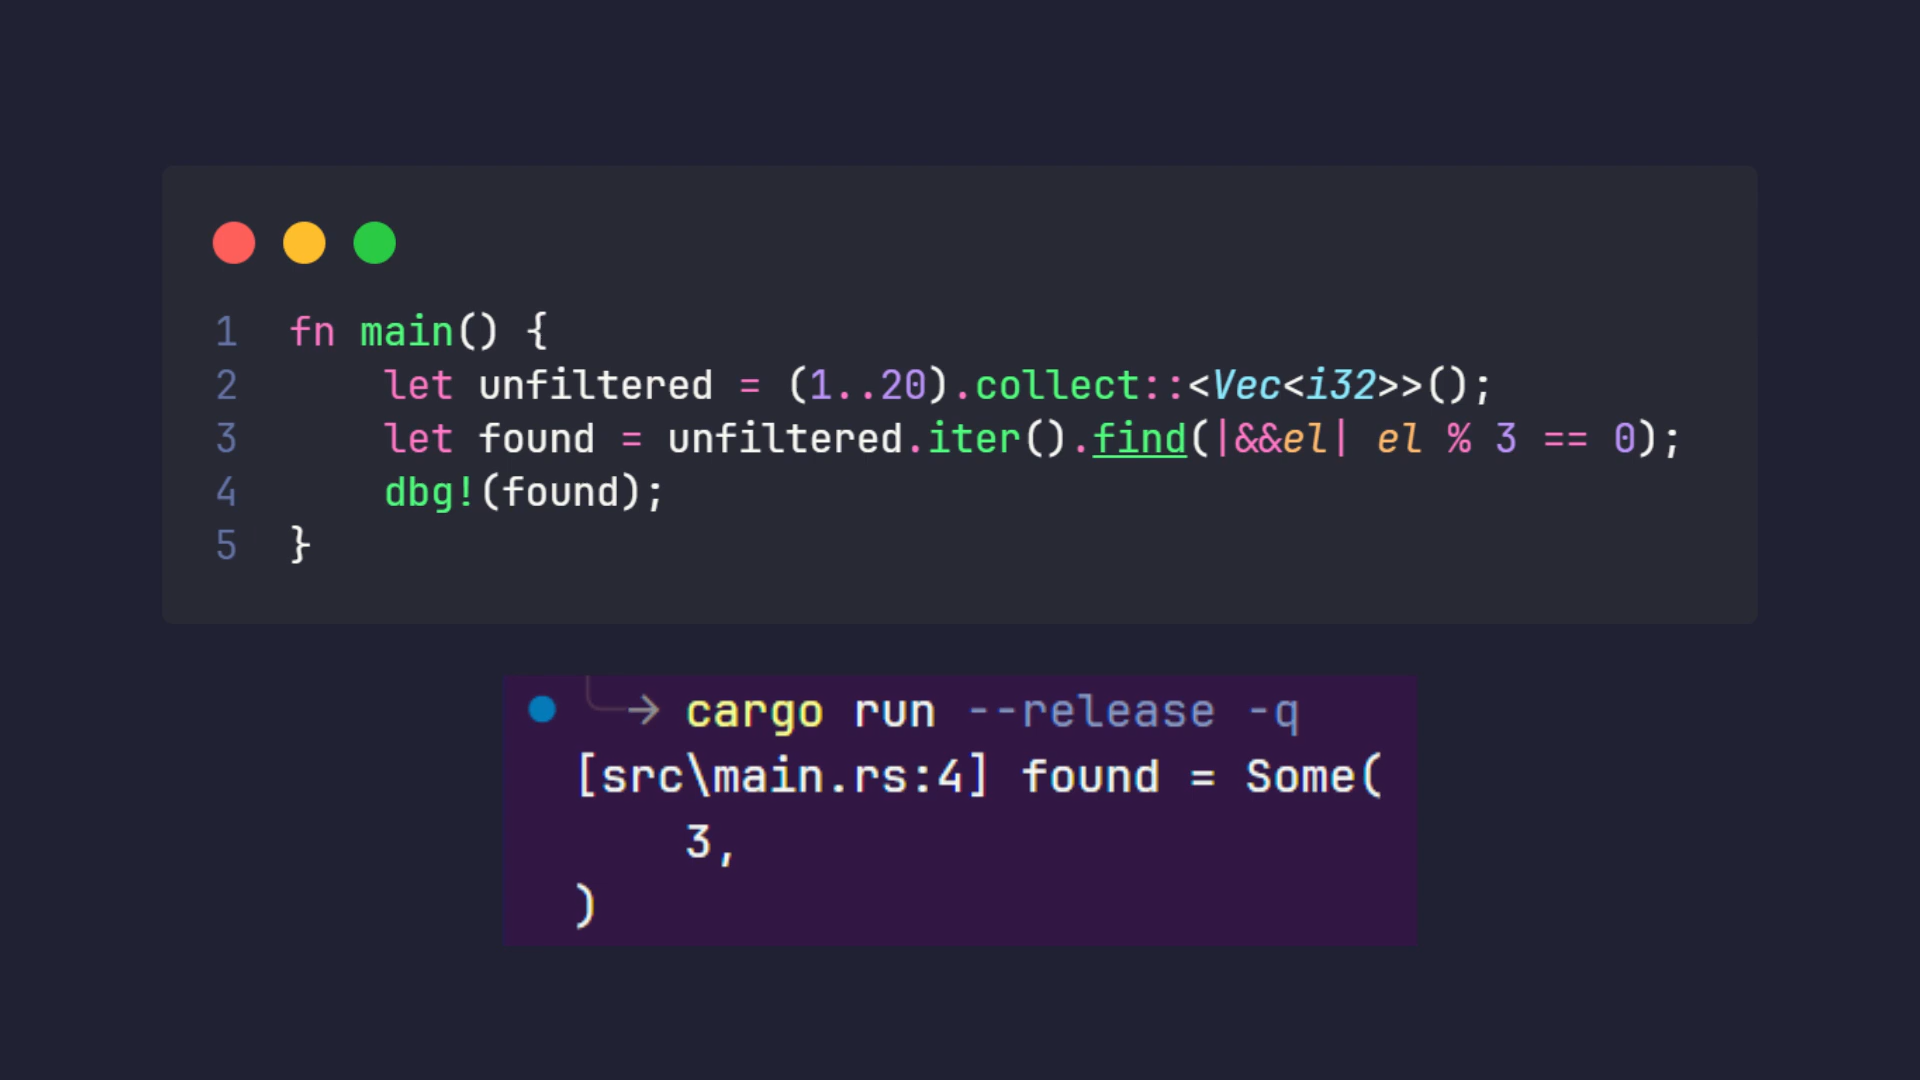 1 fn main() {
2     let unfiltered = (1..20).collect::<Vec<i32>>();
3     let found = unfiltered.iter().find(|&&el| el % 3 == 0);
4     dbg!(found);
5 }
→ cargo run --release -q
[src\main.rs:4] found = Some(
    3,
)